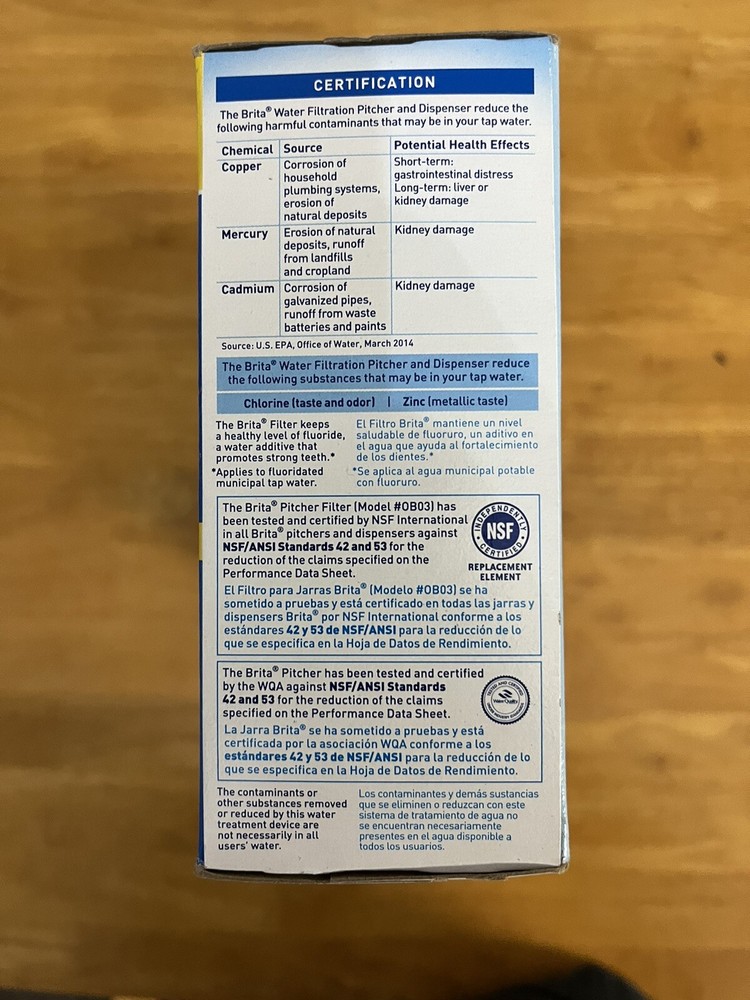 CERTIFICATION
The Brita® Water Filtration Pitcher and Dispenser reduce the
following harmful contaminants that may be in your tap water.
Chemical Source Potential Health Effects
Copper
Corrosion of
household
plumbing systems,
erosion of
natural deposits
Short-term:
gastrointestinal distress
Long-term: liver or
kidney damage
Mercury
Erosion of natural
deposits, runoff
from landfills
and cropland
Kidney damage
Cadmium
Corrosion of
galvanized pipes,
runoff from waste
batteries and paints
Kidney damage
Source: U.S. EPA, Office of Water, March 2014
The Brita® Water Filtration Pitcher and Dispenser reduce
the following substances that may be in your tap water.
Chlorine (taste and odor) | Zinc (metallic taste)
The Brita® Filter keeps
a healthy level of fluoride,
a water additive that
promotes strong teeth.*
*Applies to fluoridated
municipal tap water.
El Filtro Brita® mantiene un nivel
saludable de fluoruro, un aditivo en
el agua que ayuda al fortalecimiento
de los dientes.*
*Se aplica al agua municipal potable
con fluoruro.
The Brita® Pitcher Filter (Model #OB03) has
been tested and certified by NSF International
in all Brita® pitchers and dispensers against
NSF/ANSI Standards 42 and 53 for the
reduction of the claims specified on the
Performance Data Sheet.
INDEPENDENTLY
NSF
CERTIFIED
REPLACEMENT
ELEMENT
El Filtro para Jarras Brita® (Modelo #OB03) se ha
sometido a pruebas y está certificado en todas las jarras y
dispensers Brita® por NSF International conforme a los
estándares 42 y 53 de NSF/ANSI para la reducción de lo
que se especifica en la Hoja de Datos de Rendimiento.
The Brita® Pitcher has been tested and certified
by the WQA against NSF/ANSI Standards
42 and 53 for the reduction of the claims
specified on the Performance Data Sheet.
TESTED AND CERTIFIED
Water Quality
La Jarra Brita® se ha sometido a pruebas y está
certificada por la asociación WQA conforme a los
estándares 42 y 53 de NSF/ANSI para la reducción de lo
que se especifica en la Hoja de Datos de Rendimiento.
The contaminants or
other substances removed
or reduced by this water
treatment device are
not necessarily in all
users' water.
Los contaminantes y demás sustancias
que se eliminen o reduzcan con este
sistema de tratamiento de agua no
se encuentran necesariamente
presentes en el agua disponible a
todos los usuarios.